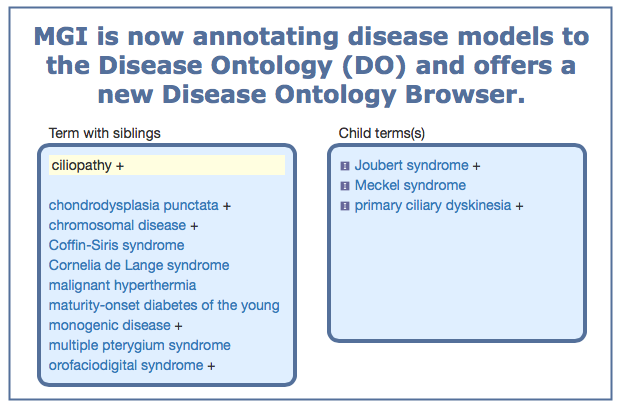 MGI is now annotating disease models to
the Disease Ontology (DO) and offers a
new Disease Ontology Browser.
Term with siblings
ciliopathy +
chondrodysplasia punctata +
chromosomal disease +
Coffin-Siris syndrome
Cornelia de Lange syndrome
malignant hyperthermia
maturity-onset diabetes of the young
monogenic disease +
multiple pterygium syndrome
orofaciodigital syndrome +
Child terms(s)
Joubert syndrome +
Meckel syndrome
primary ciliary dyskinesia +